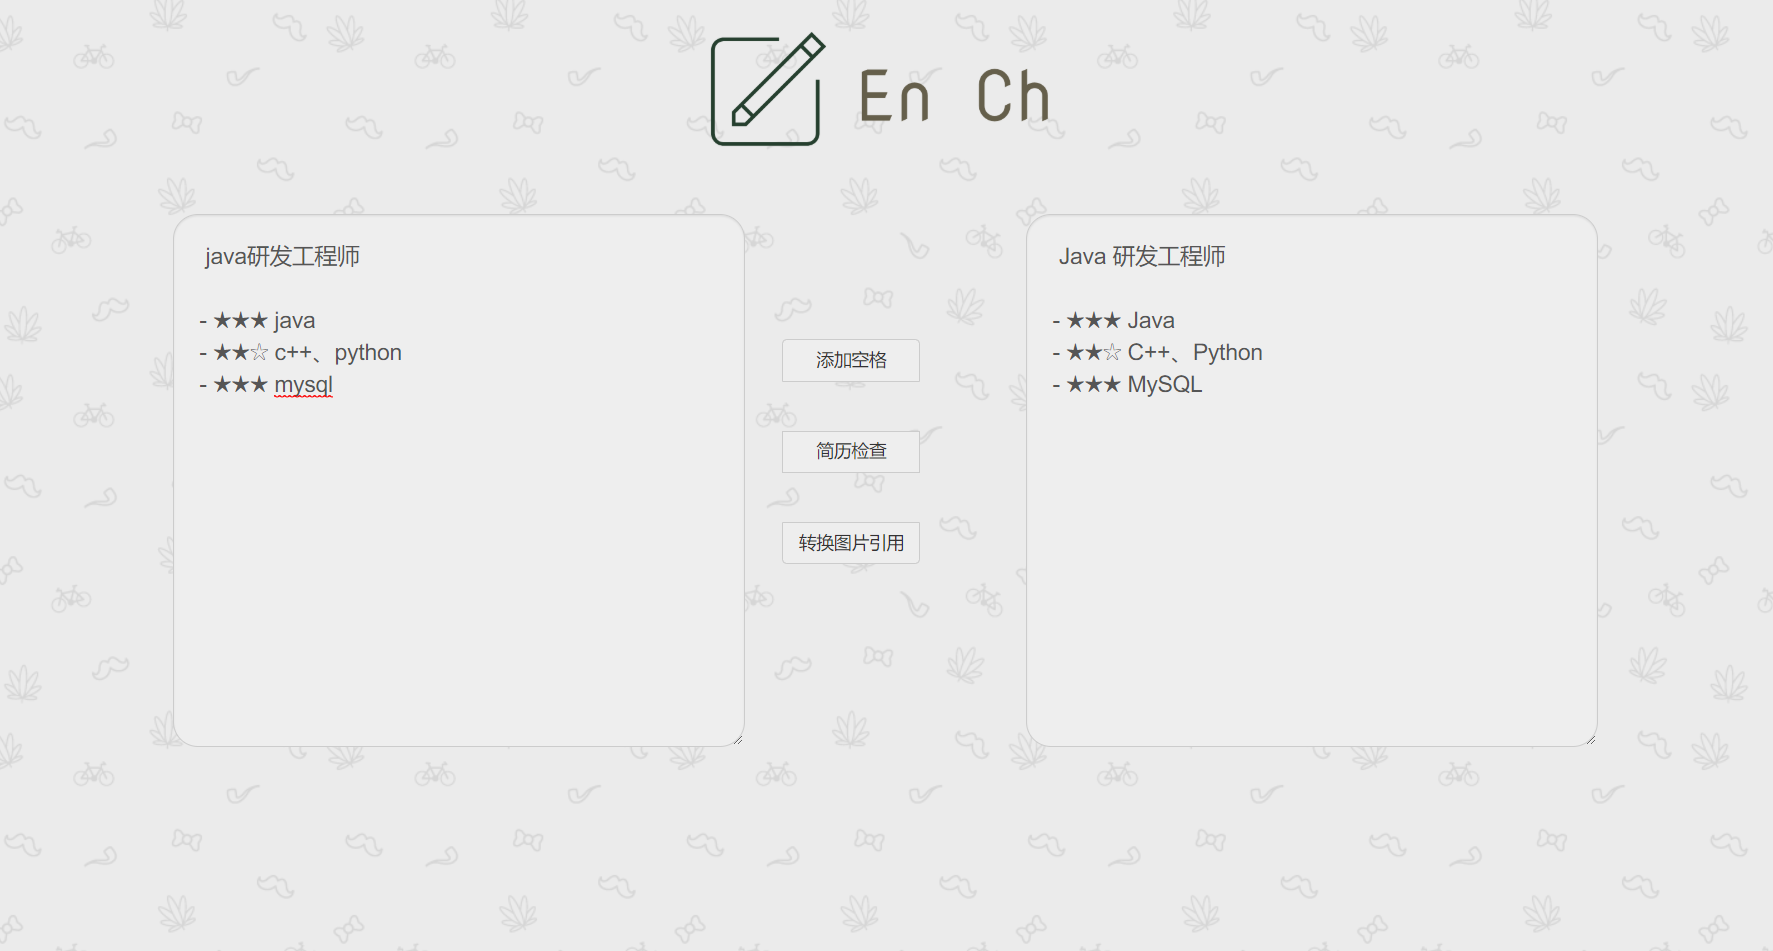 En Ch
java研发工程师
- ★★★ java
- ★★☆ c++、python
- ★★★ mysql
添加空格
简历检查
转换图片引用
Java 研发工程师
- ★★★ Java
- ★★☆ C++、Python
- ★★★ MySQL